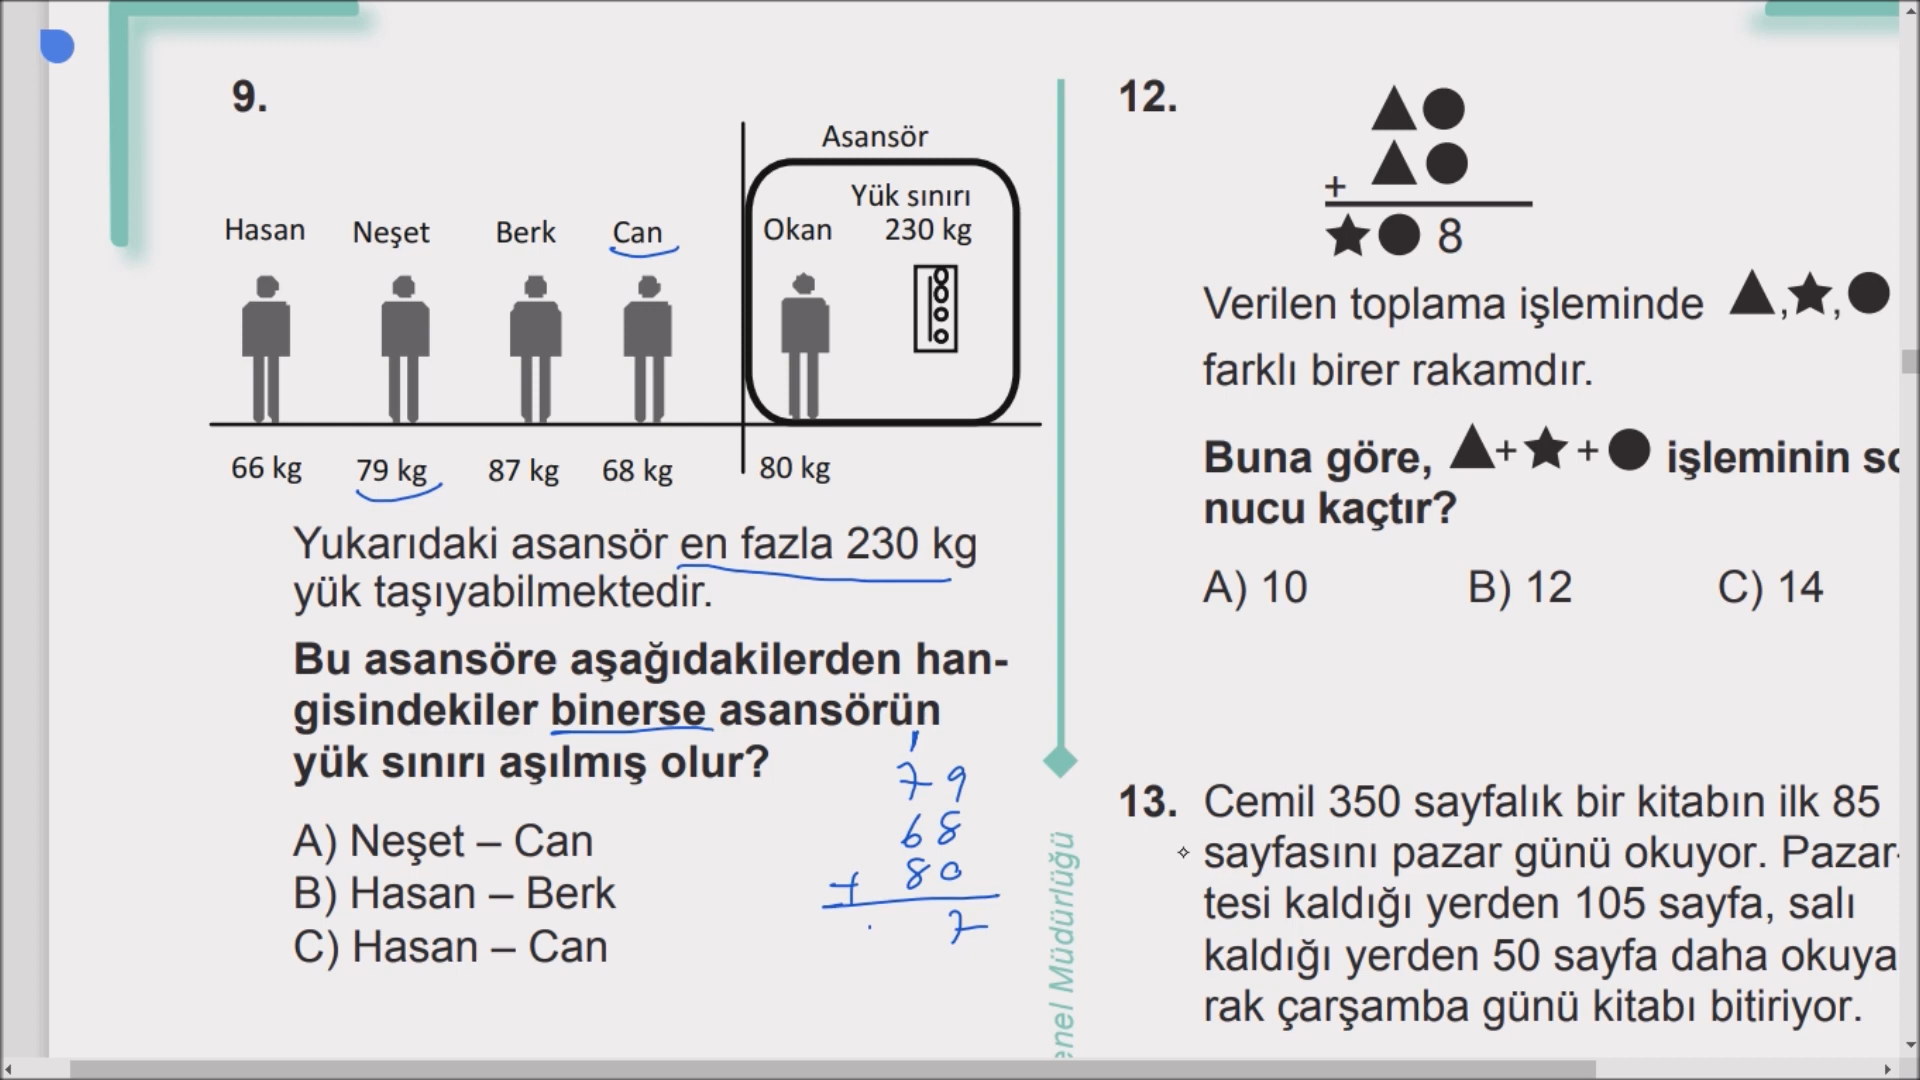 9.
Asansör
Yük sınırı
230 kg
Hasan Neşet Berk Can Okan
66 kg 79 kg 87 kg 68 kg 80 kg
Yukarıdaki asansör en fazla 230 kg
yük taşıyabilmektedir.
Bu asansöre aşağıdakilerden han-
gisindekiler binerse asansörün
yük sınırı aşılmış olur?
A) Neşet – Can
B) Hasan – Berk
C) Hasan – Can
79
68
+ 80
7
enel Müdürlüğü
12.
▲●
+ ▲●
★● 8
Verilen toplama işleminde ▲,★,●
farklı birer rakamdır.
Buna göre, ▲+★+● işleminin so
nucu kaçtır?
A) 10 B) 12 C) 14
13. Cemil 350 sayfalık bir kitabın ilk 85
sayfasını pazar günü okuyor. Pazar-
tesi kaldığı yerden 105 sayfa, salı
kaldığı yerden 50 sayfa daha okuya
rak çarşamba günü kitabı bitiriyor.